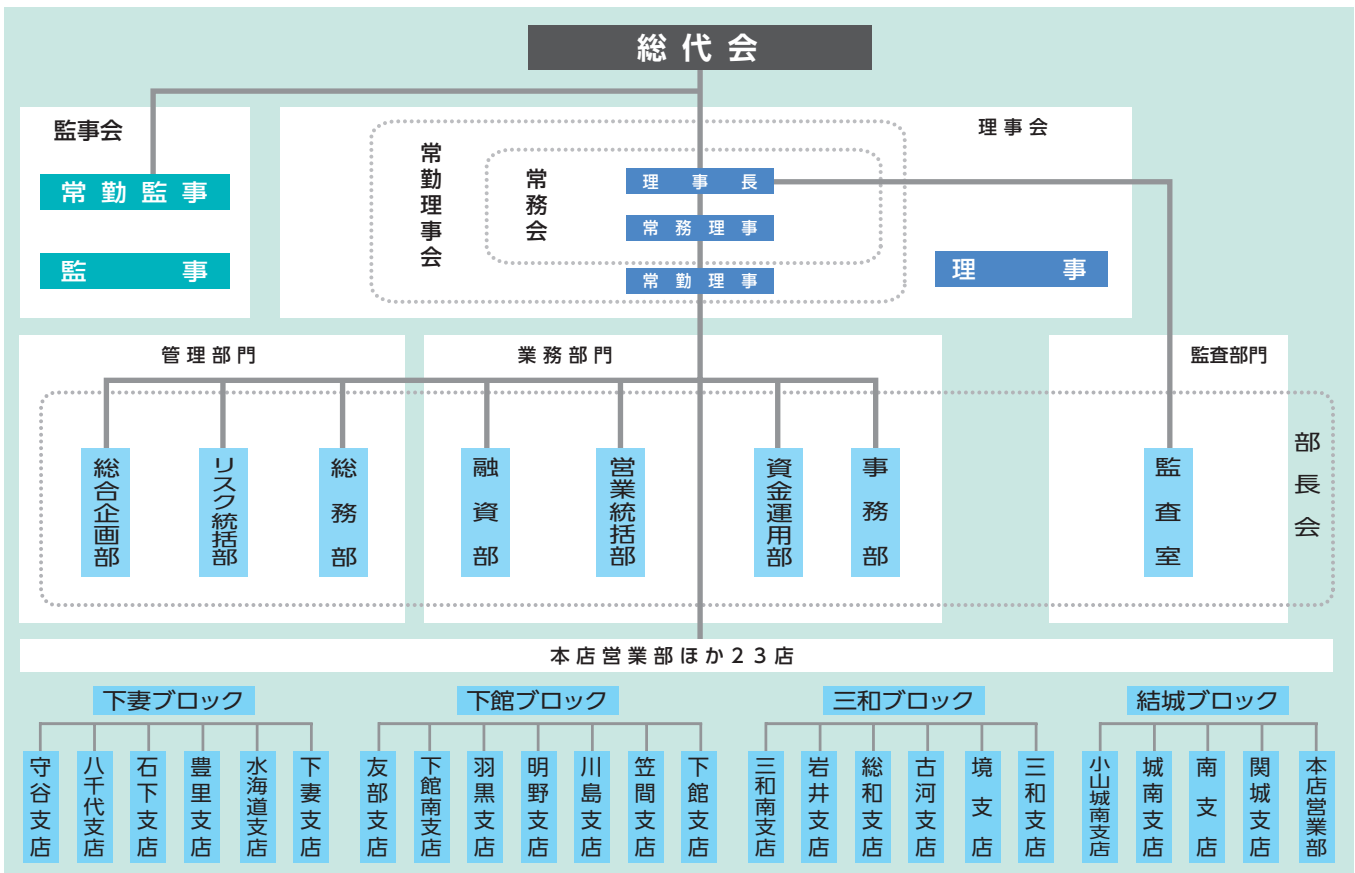 総代会
監事会
常勤監事
監事
理事会
常勤理事会
常務会
理事長
常務理事
常勤理事
理事
管理部門
業務部門
監査部門
総合企画部
リスク統括部
総務部
融資部
営業統括部
資金運用部
事務部
監査室
部長会
本店営業部ほか２３店
下妻ブロック
下館ブロック
三和ブロック
結城ブロック
守谷支店
八千代支店
石下支店
豊里支店
水海道支店
下妻支店
友部支店
下館南支店
羽黒支店
明野支店
川島支店
笠間支店
下館支店
三和南支店
岩井支店
総和支店
古河支店
境支店
三和支店
小山城南支店
城南支店
南支店
関城支店
本店営業部